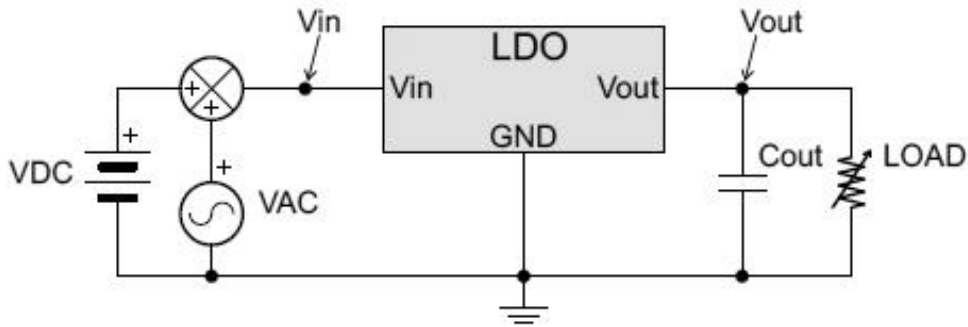 Vin
Vout
LDO
Vin
Vout
GND
+
+
+
+
VDC
VAC
Cout
LOAD